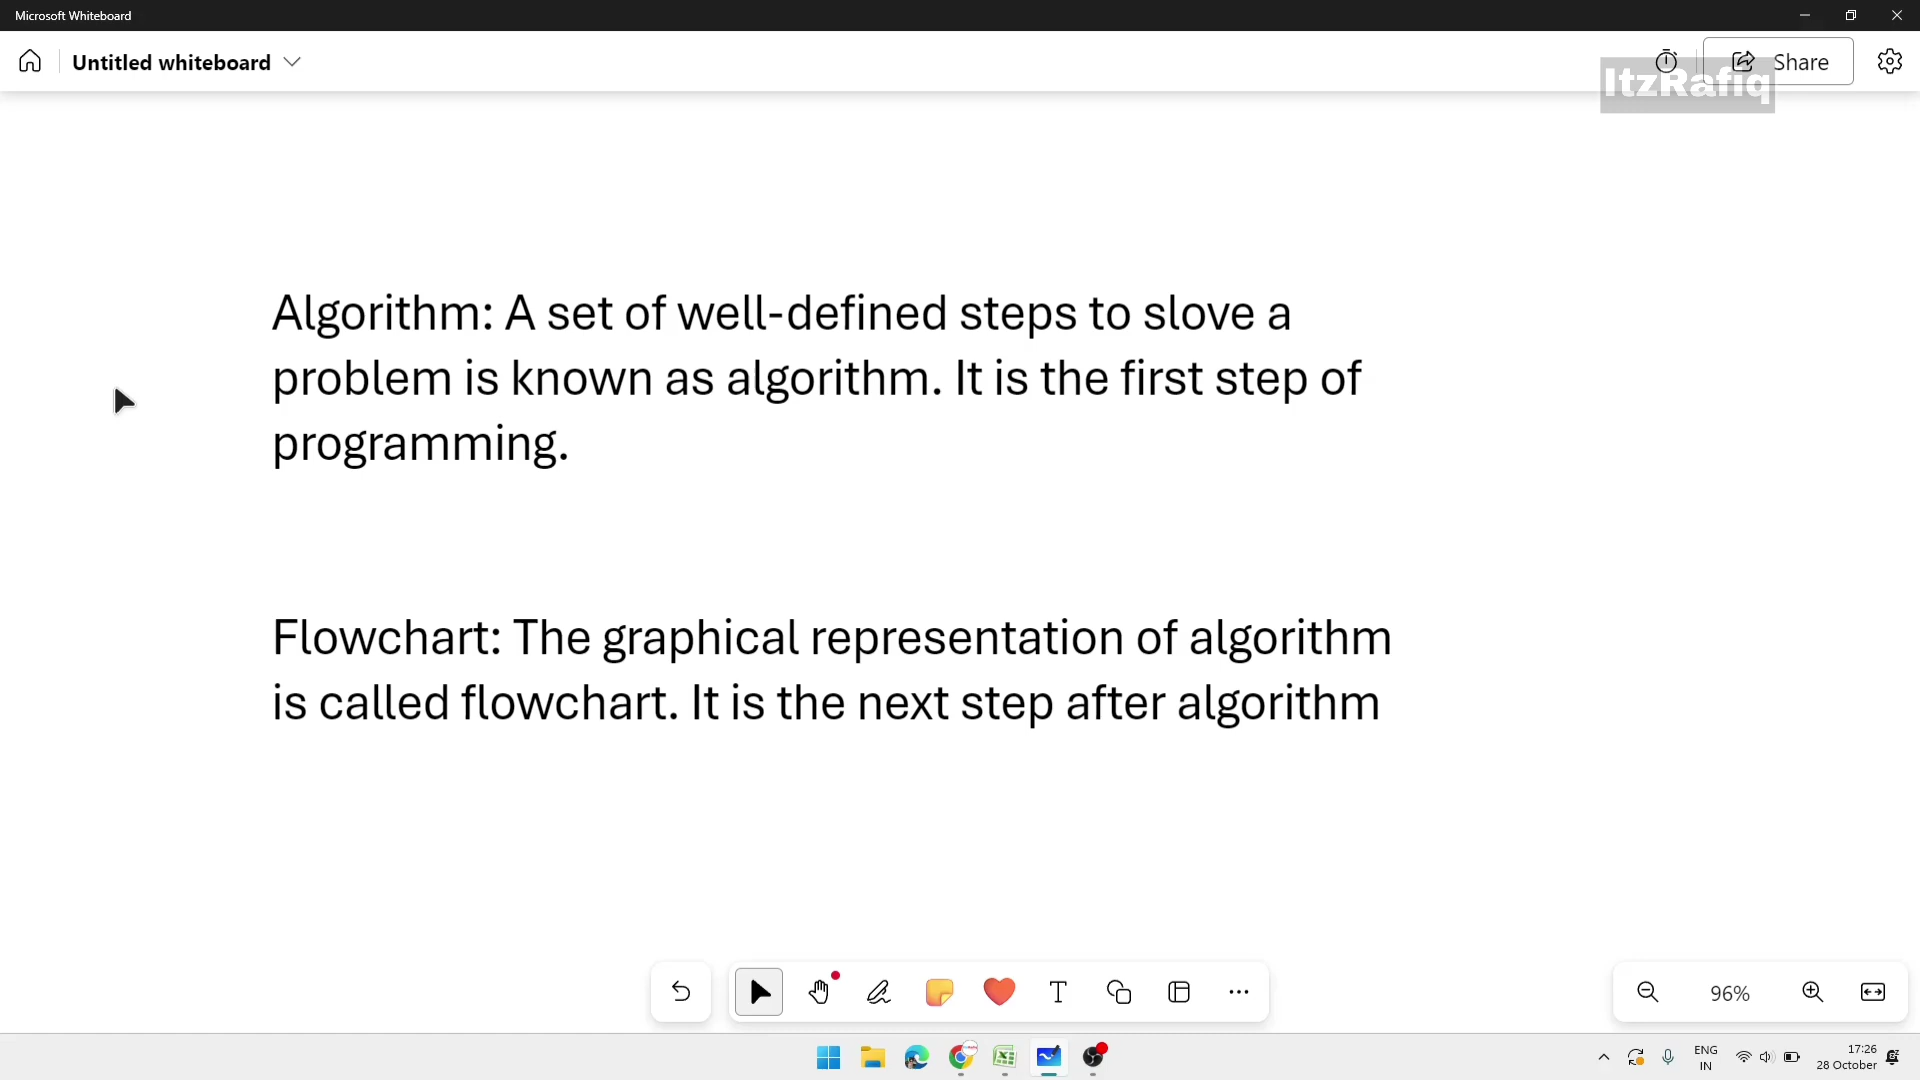 Microsoft Whiteboard
Untitled whiteboard
Share
ItzRafiq
Algorithm: A set of well-defined steps to slove a
problem is known as algorithm. It is the first step of
programming.
Flowchart: The graphical representation of algorithm
is called flowchart. It is the next step after algorithm
96%
ENG
IN
17:26
28 October